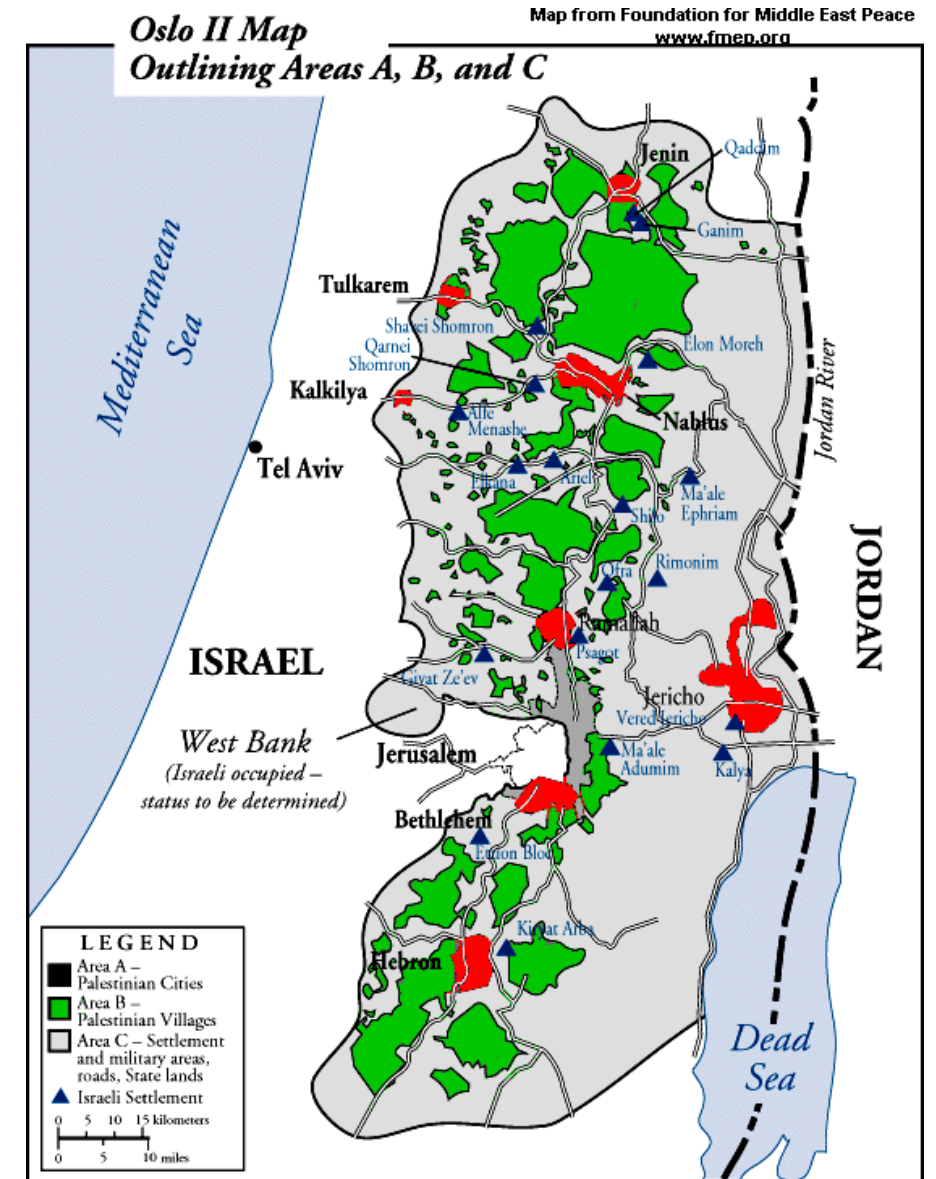 Map from Foundation for Middle East Peace
www.fmep.org
Oslo II Map
Outlining Areas A, B, and C
Jenin
Qaddim
Ganim
Mediterranean
Sea
Tulkarem
Shavei Shomron
Qarnei
Shomron
Elon Moreh
Jordan River
Kalkilya
Alfe
Menashe
Nablus
Tel Aviv
Elkana
Ariel
Ma'ale
Ephriam
Shilo
JORDAN
Ofra
Rimonim
Ramallah
Psagot
ISRAEL
Givat Ze'ev
Jericho
Vered Jericho
West Bank
(Israeli occupied –
status to be determined)
Jerusalem
Ma'ale
Adumim
Kalya
Bethlehem
Etzion Bloc
Kiryat Arba
Hebron
Dead
Sea
LEGEND
Area A –
Palestinian Cities
Area B –
Palestinian Villages
Area C – Settlement
and military areas,
roads, State lands
Israeli Settlement
0 5 10 15 kilometers
0 5 10 miles